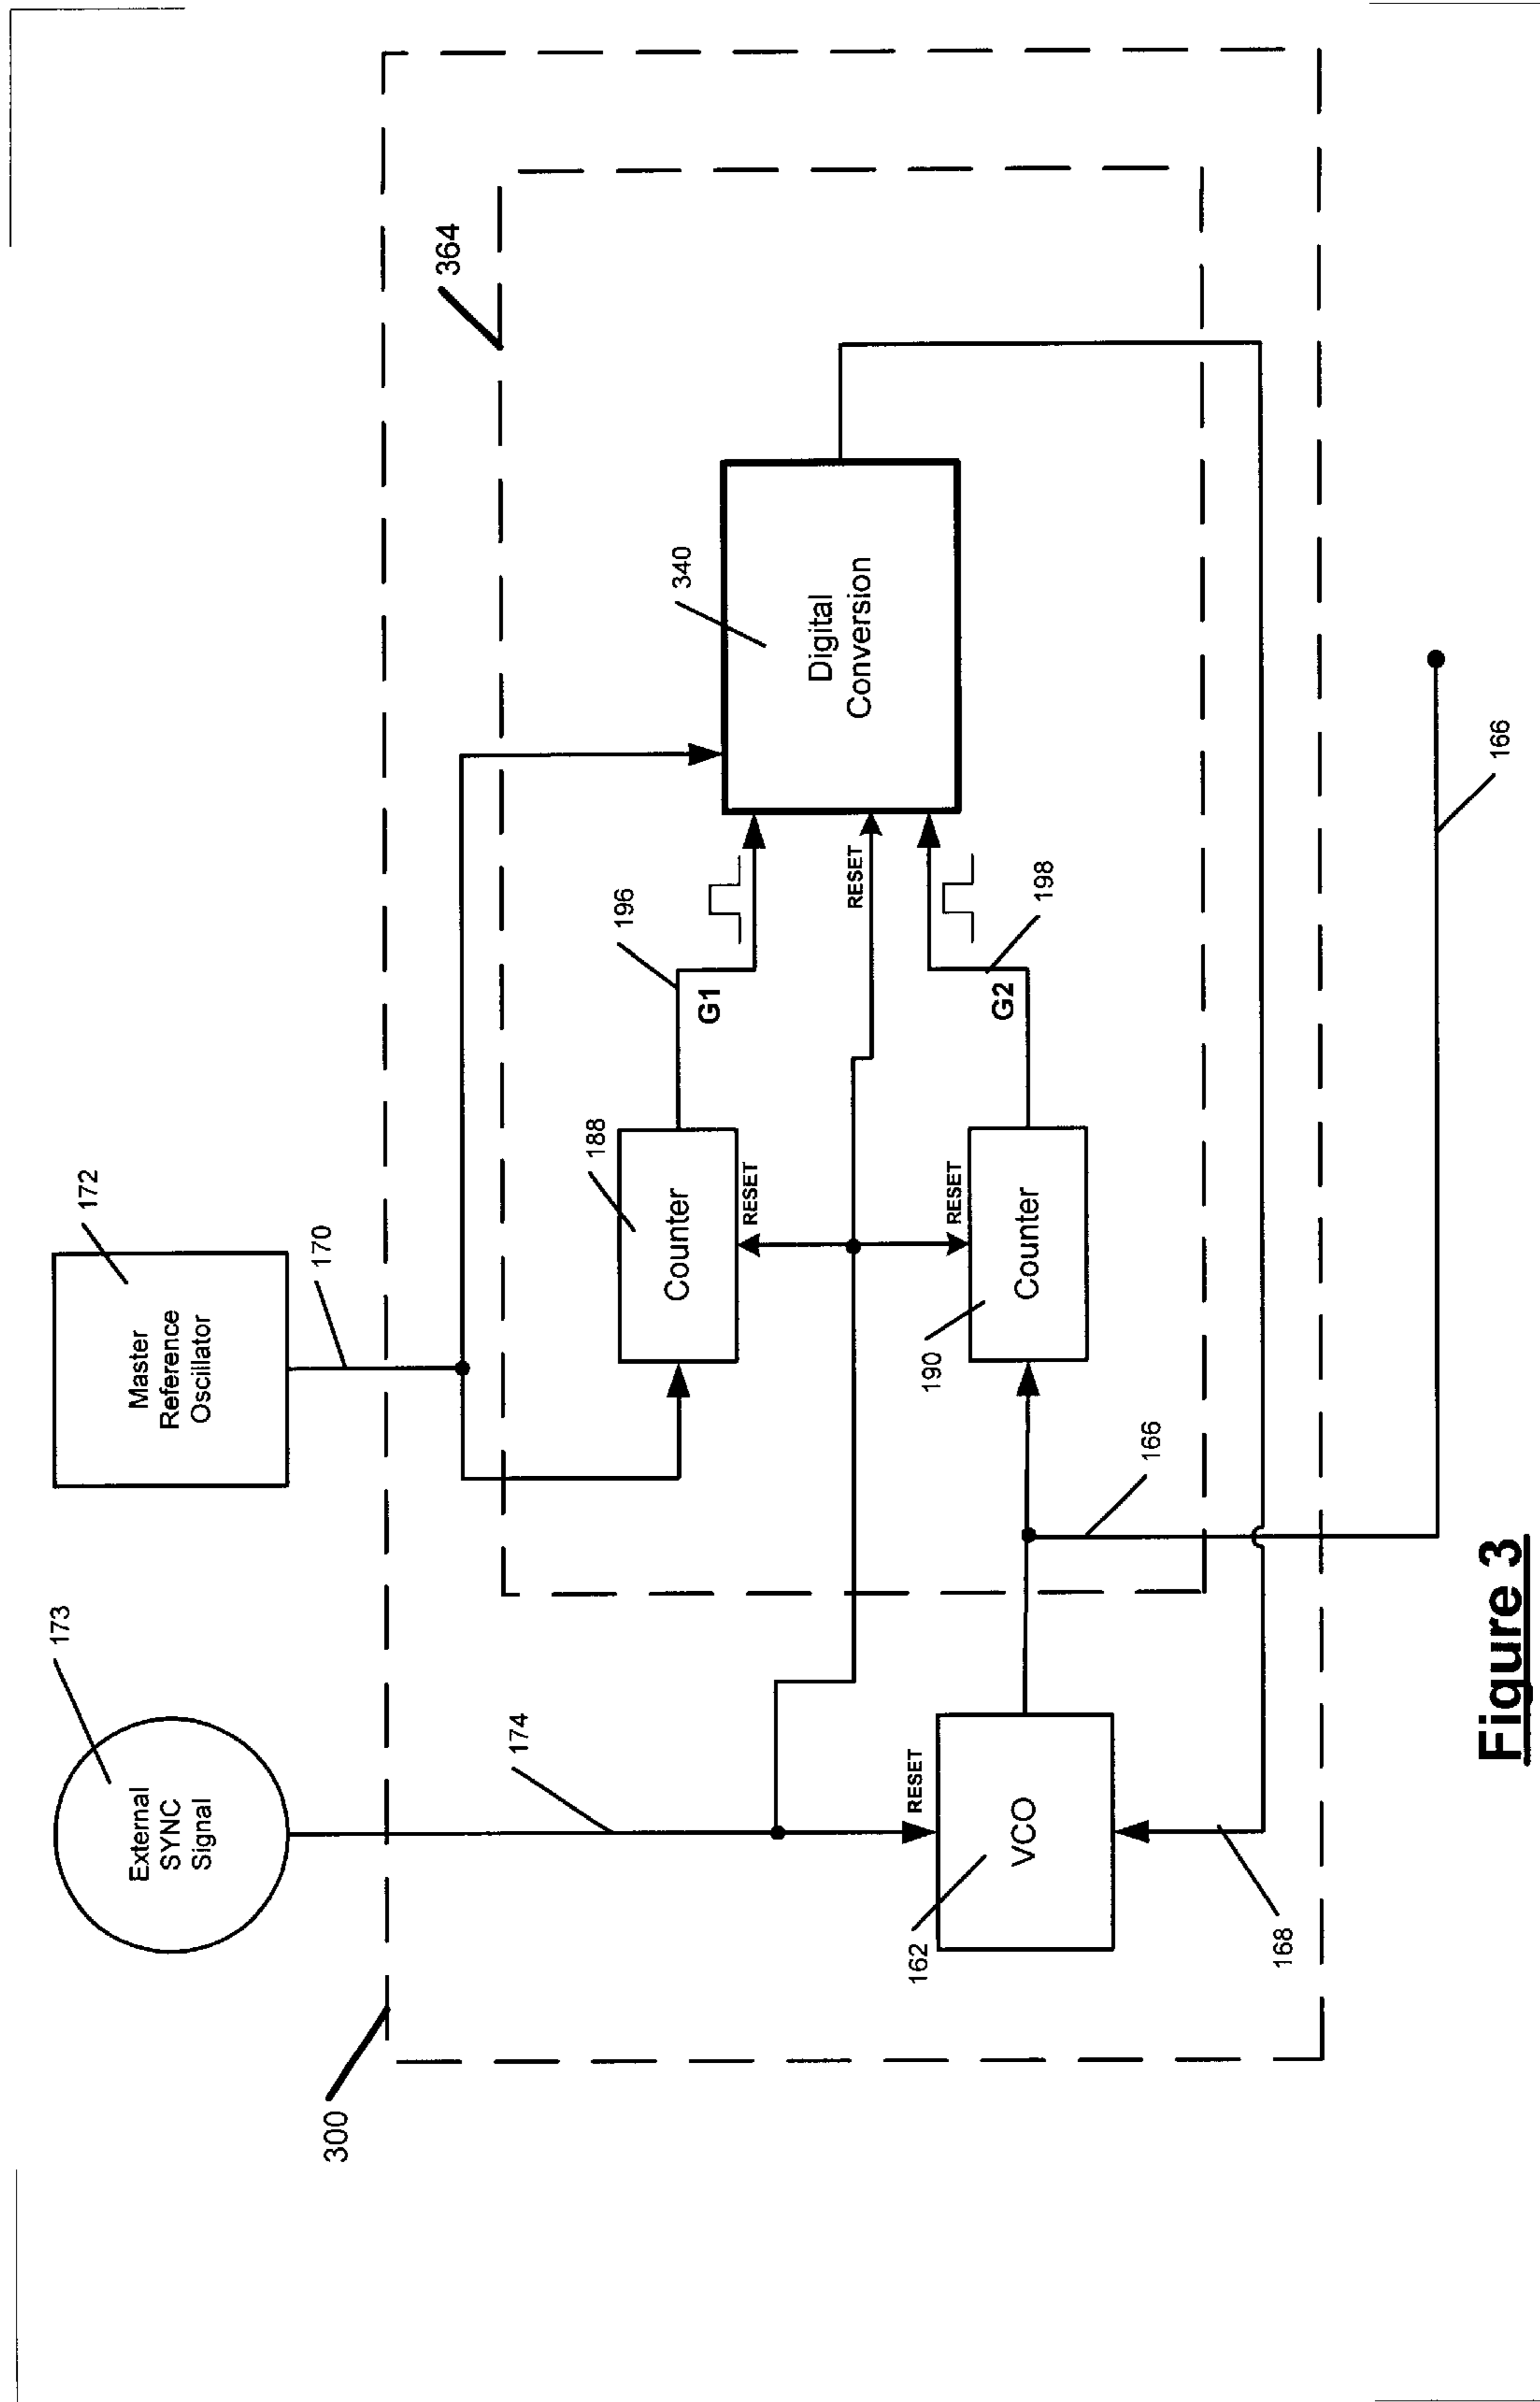 173
External
SYNC
Signal
172
Master
Reference
Oscillator
300
170
174
364
188
Counter
RESET
196
G1
340
Digital
Conversion
RESET
RESET
162
VCO
RESET
190
Counter
G2
198
168
166
166
Figure 3